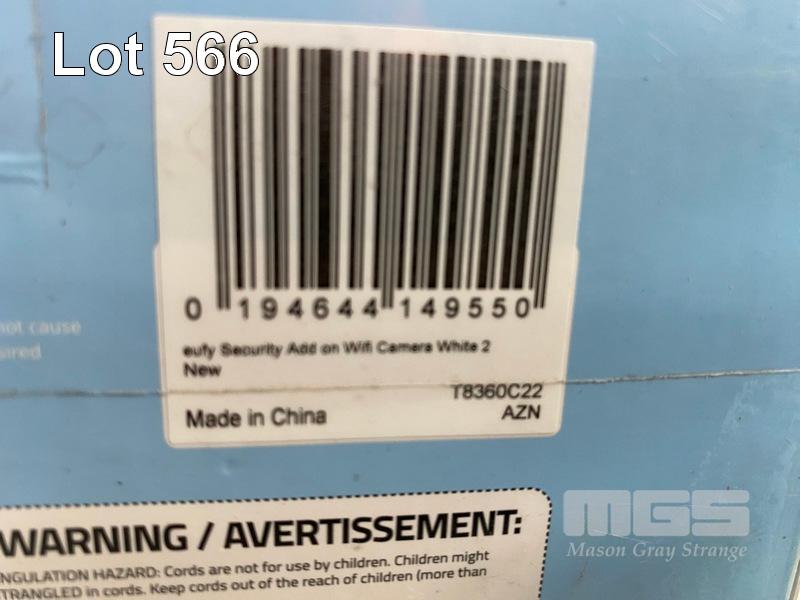 Lot 566
0 194644 149550
eufy Security Add on Wifi Camera White 2
New
T8360C22
Made in China
AZN
not cause
WARNING / AVERTISSEMENT:
NGULATION HAZARD: Cords are not for use by children. Children might
TRANGLED in cords. Keep cords out of the reach of children (more than
MGS
Mason Gray Strange